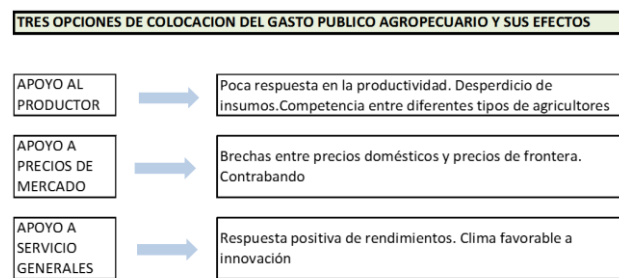 TRES OPCIONES DE COLOCACION DEL GASTO PUBLICO AGROPECUARIO Y SUS EFECTOS
APOYO AL
PRODUCTOR
Poca respuesta en la productividad. Desperdicio de
insumos.Competencia entre diferentes tipos de agricultores
APOYO A
PRECIOS DE
MERCADO
Brechas entre precios domésticos y precios de frontera.
Contrabando
APOYO A
SERVICIO
GENERALES
Respuesta positiva de rendimientos. Clima favorable a
innovación